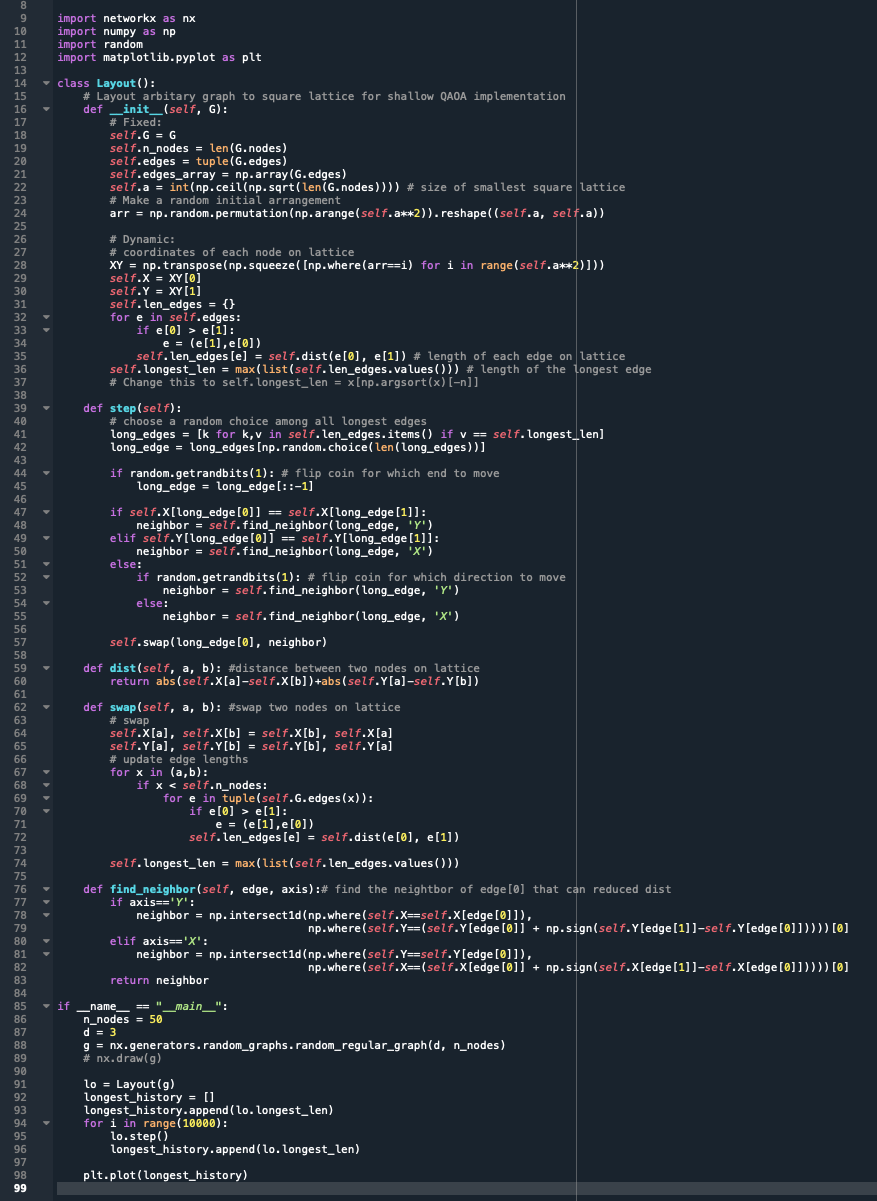 8
9 import networkx as nx
10 import numpy as np
11 import random
12 import matplotlib.pyplot as plt
13
14 class Layout():
15     # Layout arbitary graph to square lattice for shallow QAOA implementation
16     def __init__(self, G):
17         # Fixed:
18         self.G = G
19         self.n_nodes = len(G.nodes)
20         self.edges = tuple(G.edges)
21         self.edges_array = np.array(G.edges)
22         self.a = int(np.ceil(np.sqrt(len(G.nodes)))) # size of smallest square lattice
23         # Make a random initial arrangement
24         arr = np.random.permutation(np.arange(self.a**2)).reshape((self.a, self.a))
25
26         # Dynamic:
27         # coordinates of each node on lattice
28         XY = np.transpose(np.squeeze([np.where(arr==i) for i in range(self.a**2)]))
29         self.X = XY[0]
30         self.Y = XY[1]
31         self.len_edges = {}
32         for e in self.edges:
33             if e[0] > e[1]:
34                 e = (e[1],e[0])
35             self.len_edges[e] = self.dist(e[0], e[1]) # length of each edge on lattice
36         self.longest_len = max(list(self.len_edges.values())) # length of the longest edge
37         # Change this to self.longest_len = x[np.argsort(x)[-n]]
38
39     def step(self):
40         # choose a random choice among all longest edges
41         long_edges = [k for k,v in self.len_edges.items() if v == self.longest_len]
42         long_edge = long_edges[np.random.choice(len(long_edges))]
43
44         if random.getrandbits(1): # flip coin for which end to move
45             long_edge = long_edge[::-1]
46
47         if self.X[long_edge[0]] == self.X[long_edge[1]]:
48             neighbor = self.find_neighbor(long_edge, 'Y')
49         elif self.Y[long_edge[0]] == self.Y[long_edge[1]]:
50             neighbor = self.find_neighbor(long_edge, 'X')
51         else:
52             if random.getrandbits(1): # flip coin for which direction to move
53                 neighbor = self.find_neighbor(long_edge, 'Y')
54             else:
55                 neighbor = self.find_neighbor(long_edge, 'X')
56
57         self.swap(long_edge[0], neighbor)
58
59     def dist(self, a, b): #distance between two nodes on lattice
60         return abs(self.X[a]-self.X[b])+abs(self.Y[a]-self.Y[b])
61
62     def swap(self, a, b): #swap two nodes on lattice
63         # swap
64         self.X[a], self.X[b] = self.X[b], self.X[a]
65         self.Y[a], self.Y[b] = self.Y[b], self.Y[a]
66         # update edge lengths
67         for x in (a,b):
68             if x < self.n_nodes:
69                 for e in tuple(self.G.edges(x)):
70                     if e[0] > e[1]:
71                         e = (e[1],e[0])
72                     self.len_edges[e] = self.dist(e[0], e[1])
73
74         self.longest_len = max(list(self.len_edges.values()))
75
76     def find_neighbor(self, edge, axis):# find the neightbor of edge[0] that can reduced dist
77         if axis=='Y':
78             neighbor = np.intersect1d(np.where(self.X==self.X[edge[0]]),
79                                       np.where(self.Y==(self.Y[edge[0]] + np.sign(self.Y[edge[1]]-self.Y[edge[0]]))))[0]
80         elif axis=='X':
81             neighbor = np.intersect1d(np.where(self.Y==self.Y[edge[0]]),
82                                       np.where(self.X==(self.X[edge[0]] + np.sign(self.X[edge[1]]-self.X[edge[0]]))))[0]
83         return neighbor
84
85 if __name__ == "__main__":
86     n_nodes = 50
87     d = 3
88     g = nx.generators.random_graphs.random_regular_graph(d, n_nodes)
89     # nx.draw(g)
90
91     lo = Layout(g)
92     longest_history = []
93     longest_history.append(lo.longest_len)
94     for i in range(10000):
95         lo.step()
96         longest_history.append(lo.longest_len)
97
98     plt.plot(longest_history)
99